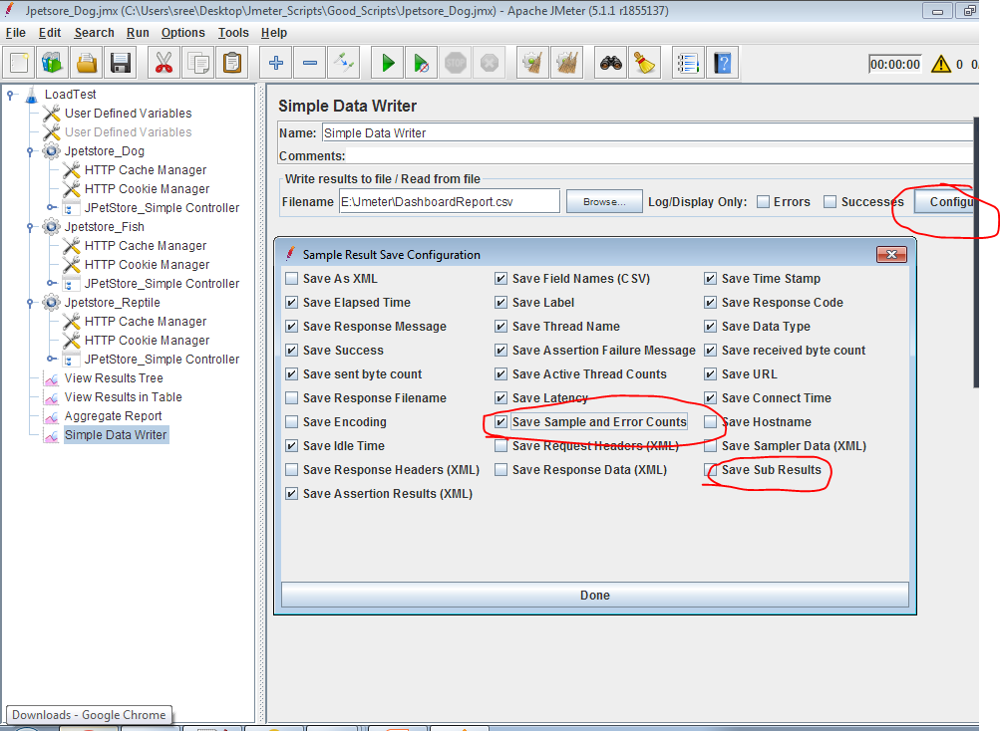 Jpetsore_Dog.jmx (C:\Users\sree\Desktop\Jmeter_Scripts\Good_Scripts\Jpetsore_Dog.jmx) - Apache JMeter (5.1.1 r1855137)
File Edit Search Run Options Tools Help
STOP
00:00:00 0 0
LoadTest
User Defined Variables
User Defined Variables
Jpetstore_Dog
HTTP Cache Manager
HTTP Cookie Manager
JPetStore_Simple Controller
Jpetstore_Fish
HTTP Cache Manager
HTTP Cookie Manager
JPetStore_Simple Controller
Jpetstore_Reptile
HTTP Cache Manager
HTTP Cookie Manager
JPetStore_Simple Controller
View Results Tree
View Results in Table
Aggregate Report
Simple Data Writer
Simple Data Writer
Name: Simple Data Writer
Comments:
Write results to file / Read from file
Filename E:\Jmeter\DashboardReport.csv Browse... Log/Display Only: Errors Successes Configu
Sample Result Save Configuration
Save As XML Save Field Names (CSV) Save Time Stamp
Save Elapsed Time Save Label Save Response Code
Save Response Message Save Thread Name Save Data Type
Save Success Save Assertion Failure Message Save received byte count
Save sent byte count Save Active Thread Counts Save URL
Save Response Filename Save Latency Save Connect Time
Save Encoding Save Sample and Error Counts Save Hostname
Save Idle Time Save Request Headers (XML) Save Sampler Data (XML)
Save Response Headers (XML) Save Response Data (XML) Save Sub Results
Save Assertion Results (XML)
Done
Downloads - Google Chrome